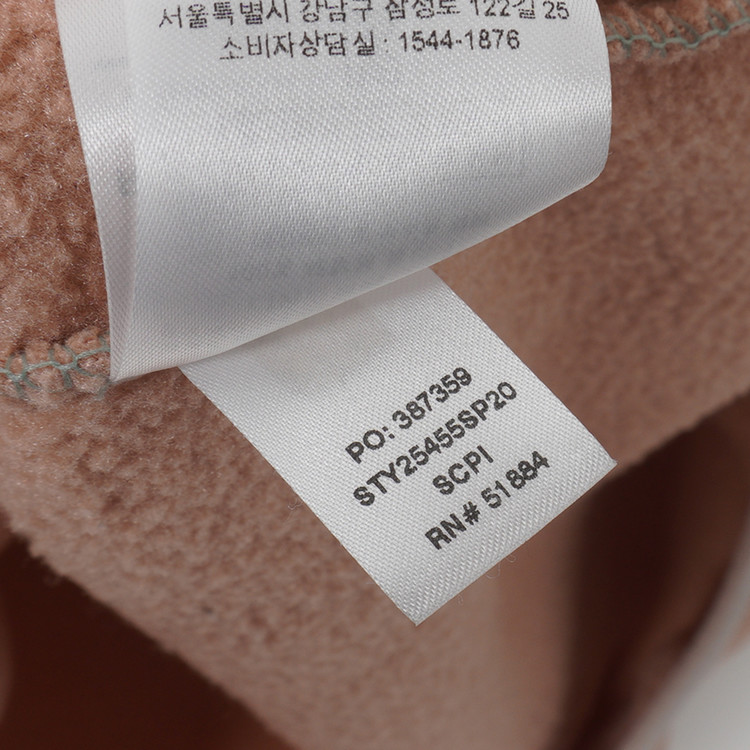 서울특별시 강남구 삼성로 122길 25
소비자상담실 : 1544-1876
PO: 387359
STY25455SP20
SCPI
RN# 51884